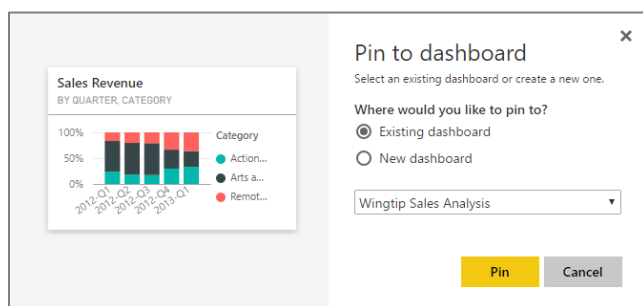 Sales Revenue
BY QUARTER, CATEGORY
100%
50%
0%
2012-Q1
2012-Q2
2012-Q3
2012-Q4
2013-Q1
Category
Action...
Arts a...
Remot...
Pin to dashboard
Select an existing dashboard or create a new one.
Where would you like to pin to?
Existing dashboard
New dashboard
Wingtip Sales Analysis
Pin
Cancel